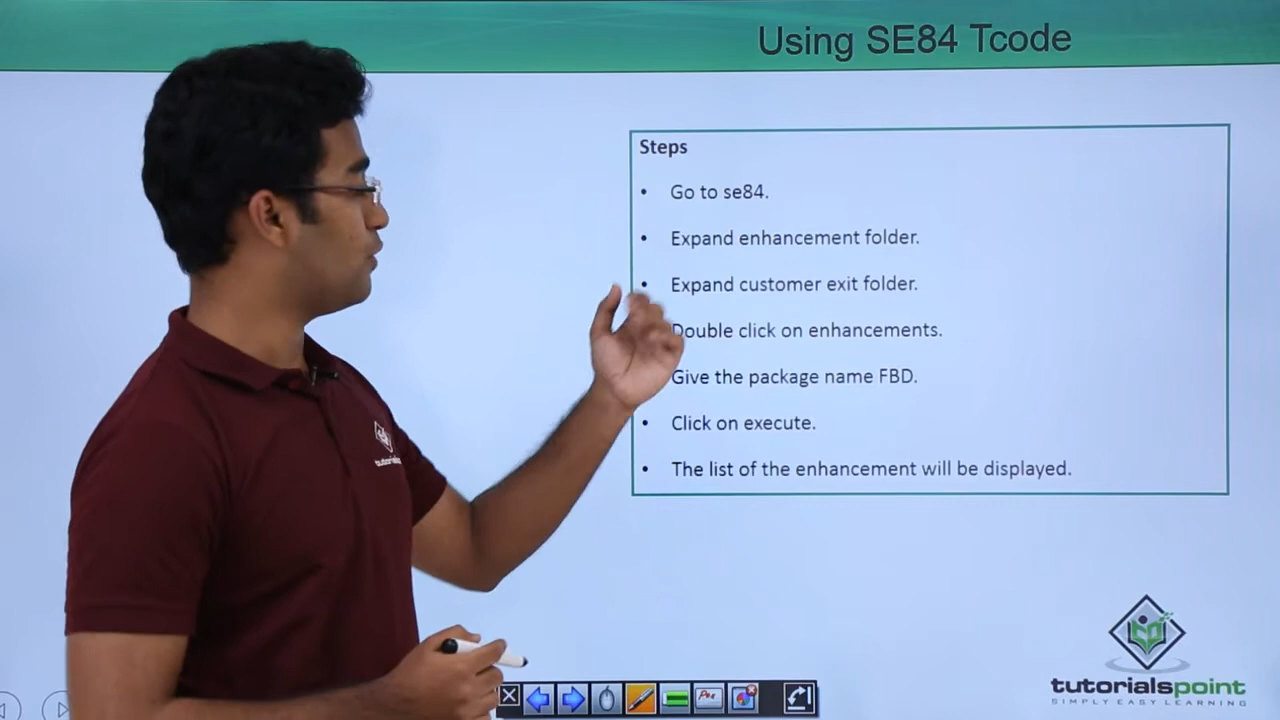 Using SE84 Tcode
Steps
• Go to se84.
• Expand enhancement folder.
• Expand customer exit folder.
Double click on enhancements.
Give the package name FBD.
• Click on execute.
• The list of the enhancement will be displayed.
tutorialspoint
SIMPLY EASY LEARNING